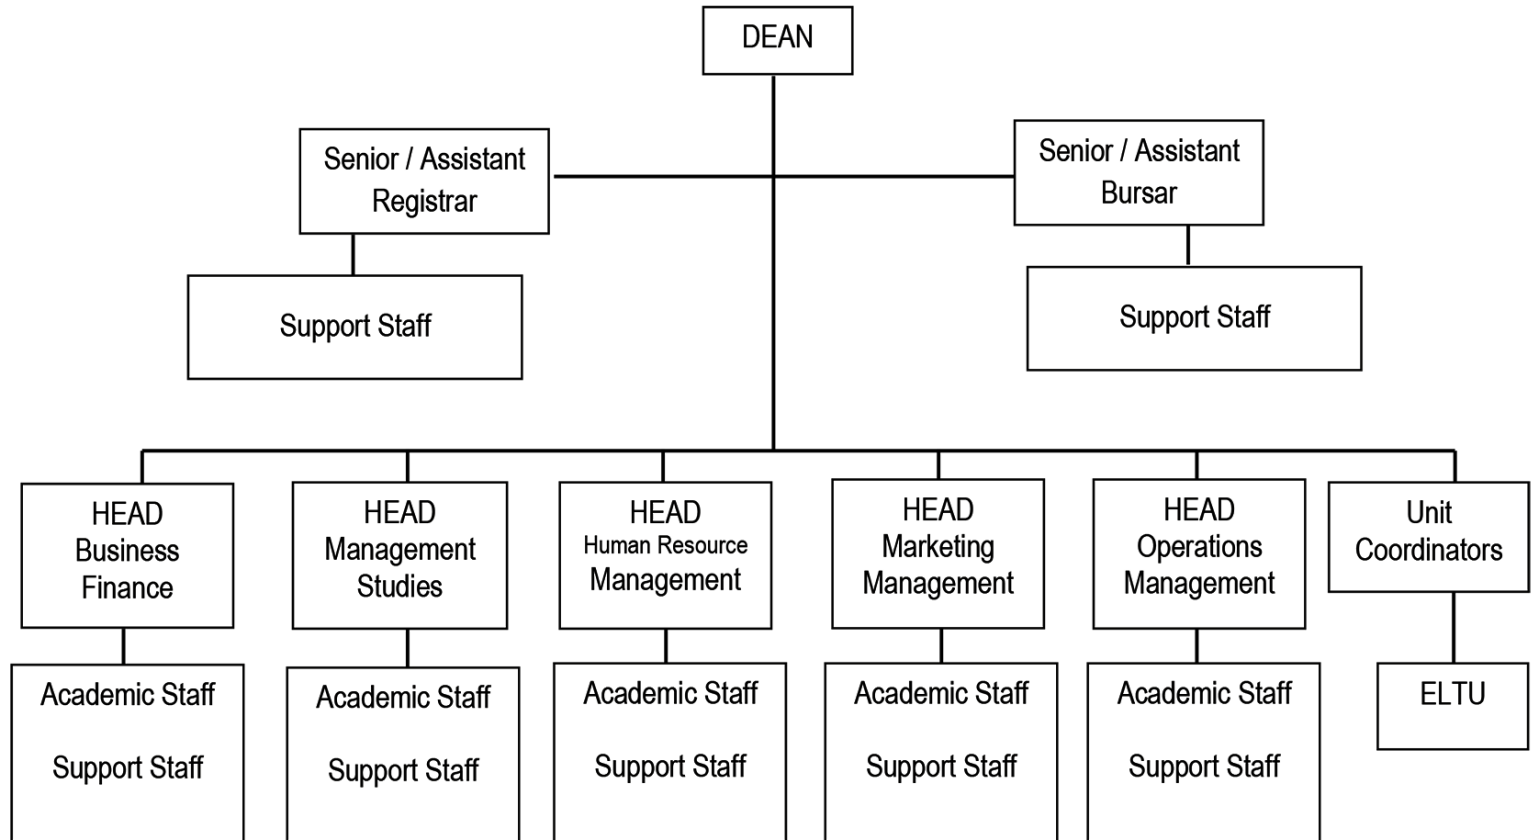 DEAN
Senior / Assistant
Registrar
Senior / Assistant
Bursar
Support Staff
Support Staff
HEAD
Business
Finance
HEAD
Management
Studies
HEAD
Human Resource
Management
HEAD
Marketing
Management
HEAD
Operations
Management
Unit
Coordinators
Academic Staff
Support Staff
Academic Staff
Support Staff
Academic Staff
Support Staff
Academic Staff
Support Staff
Academic Staff
Support Staff
ELTU